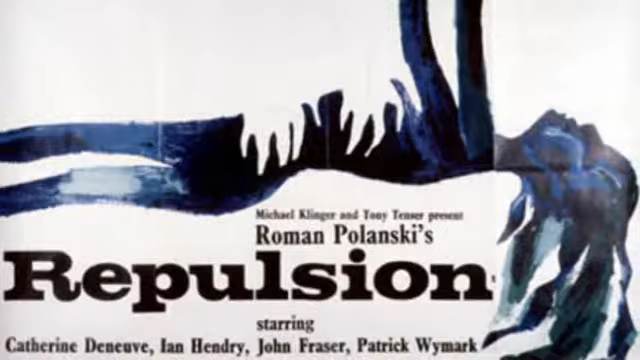 Michael Klinger and Tony Tenser present
Roman Polanski's
Repulsion
starring
Catherine Deneuve, Ian Hendry, John Fraser, Patrick Wymark